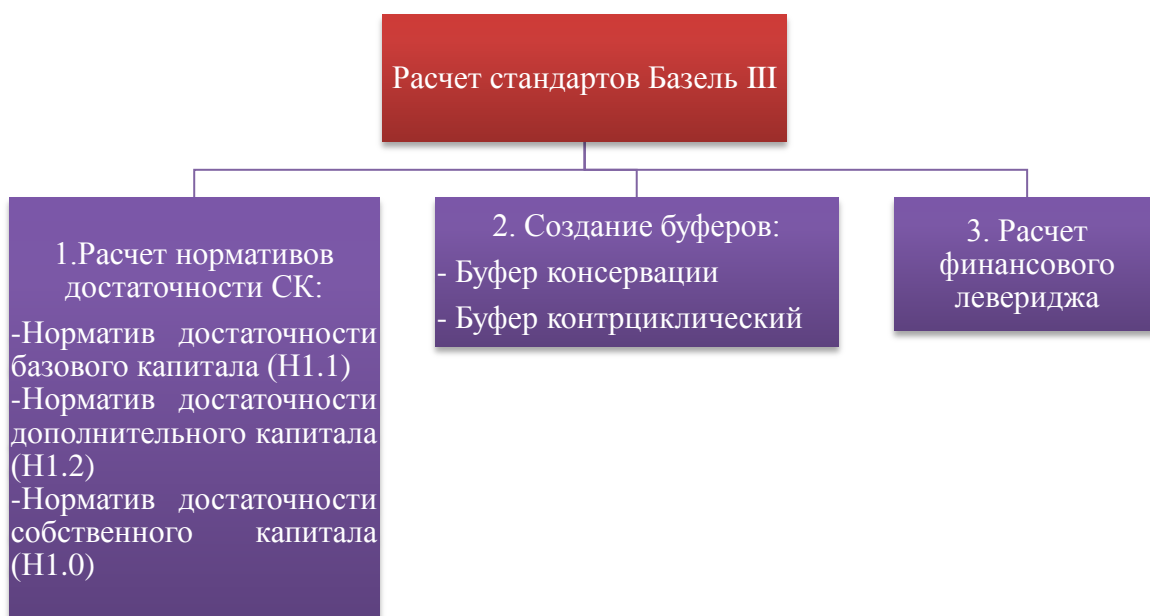 Расчет стандартов Базель III
1.Расчет нормативов
достаточности СК:
-Норматив достаточности
базового капитала (Н1.1)
-Норматив достаточности
дополнительного капитала
(Н1.2)
-Норматив достаточности
собственного капитала
(Н1.0)
2. Создание буферов:
- Буфер консервации
- Буфер контрциклический
3. Расчет
финансового
левериджа